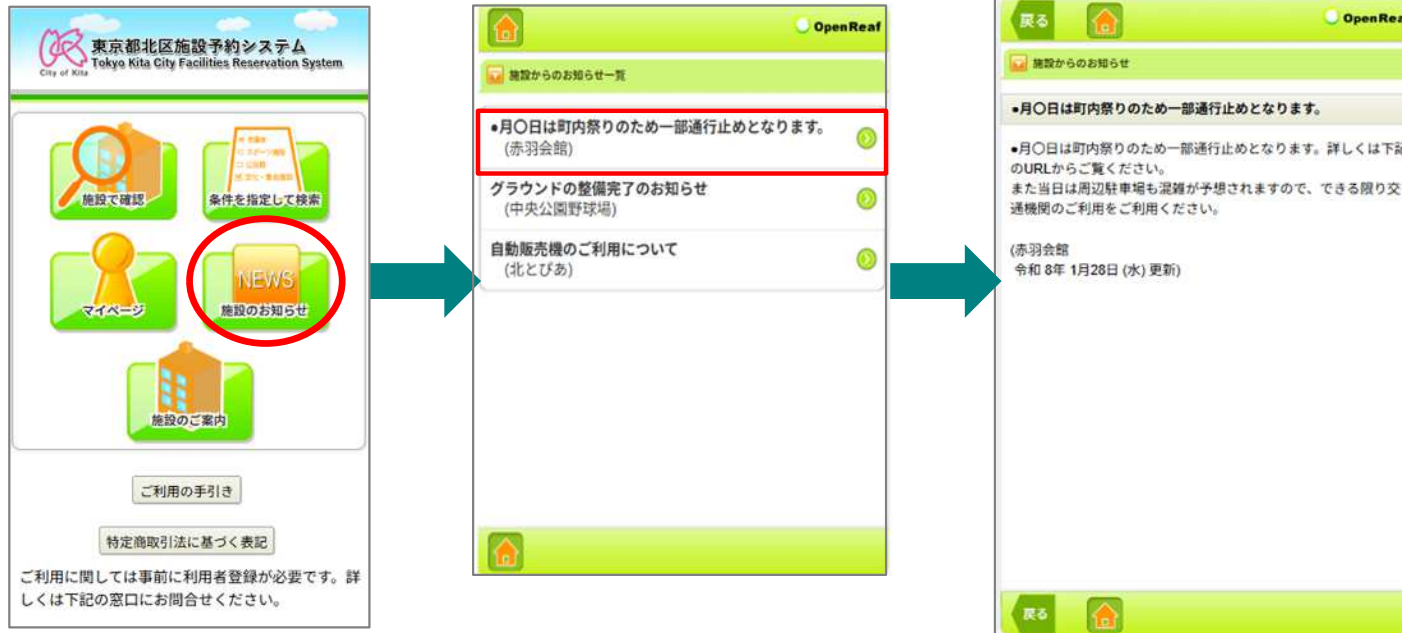 東京都北区施設予約システム
Tokyo Kita City Facilities Reservation System
City of Kita
施設で確認
条件を指定して検索
マイページ
NEWS
施設のお知らせ
施設のご案内
ご利用の手引き
特定商取引法に基づく表記
ご利用に関しては事前に利用者登録が必要です。詳
しくは下記の窓口にお問合せください。
OpenReaf
施設からのお知らせ一覧
●月〇日は町内祭りのため一部通行止めとなります。
(赤羽会館)
グラウンドの整備完了のお知らせ
(中央公園野球場)
自動販売機のご利用について
(北とぴあ)
戻る
OpenRea
施設からのお知らせ
●月〇日は町内祭りのため一部通行止めとなります。
●月〇日は町内祭りのため一部通行止めとなります。詳しくは下記
のURLからご覧ください。
また当日は周辺駐車場も混雑が予想されますので、できる限り交
通機関のご利用をご利用ください。
(赤羽会館
令和 8年 1月28日 (水) 更新)
戻る